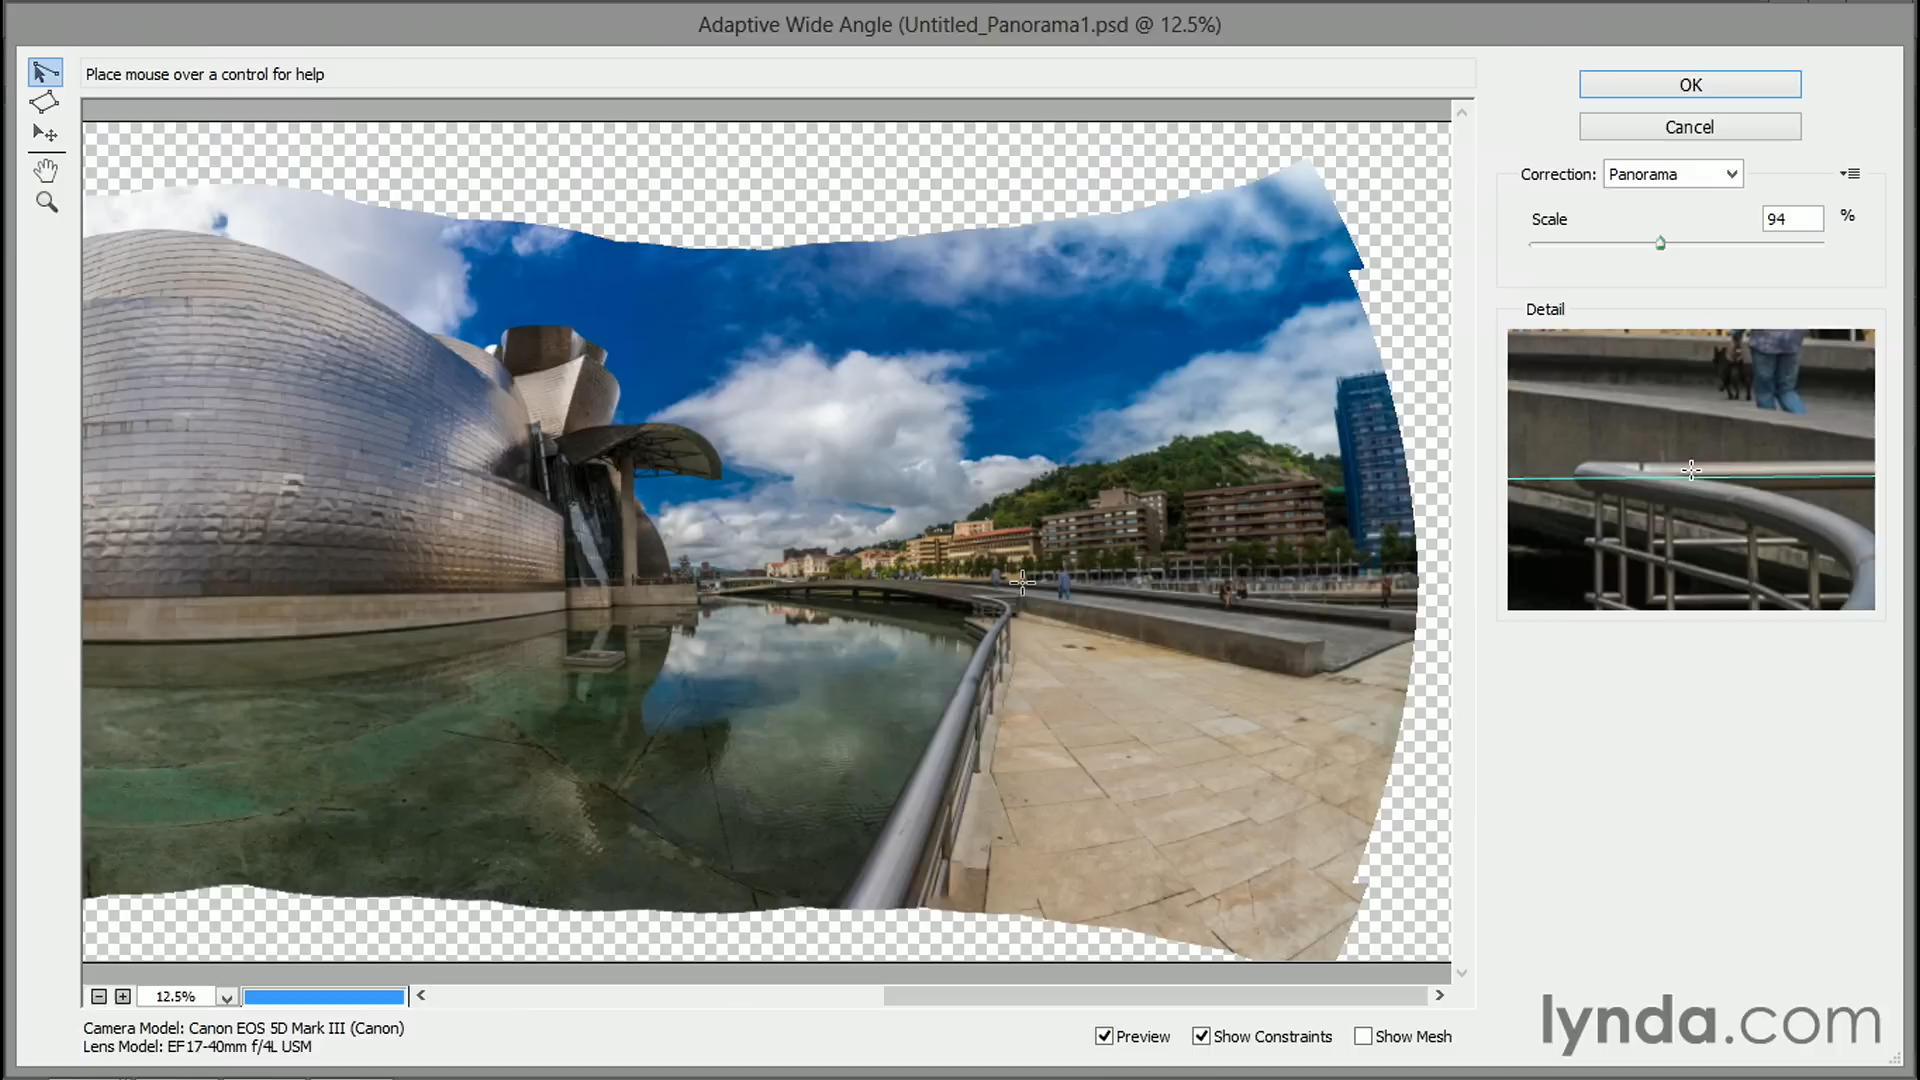 Adaptive Wide Angle (Untitled_Panorama1.psd @ 12.5%)
Place mouse over a control for help
OK
Cancel
Correction: Panorama
Scale 94 %
Detail
12.5%
Camera Model: Canon EOS 5D Mark III (Canon)
Lens Model: EF17-40mm f/4L USM
Preview Show Constraints Show Mesh
lynda.com